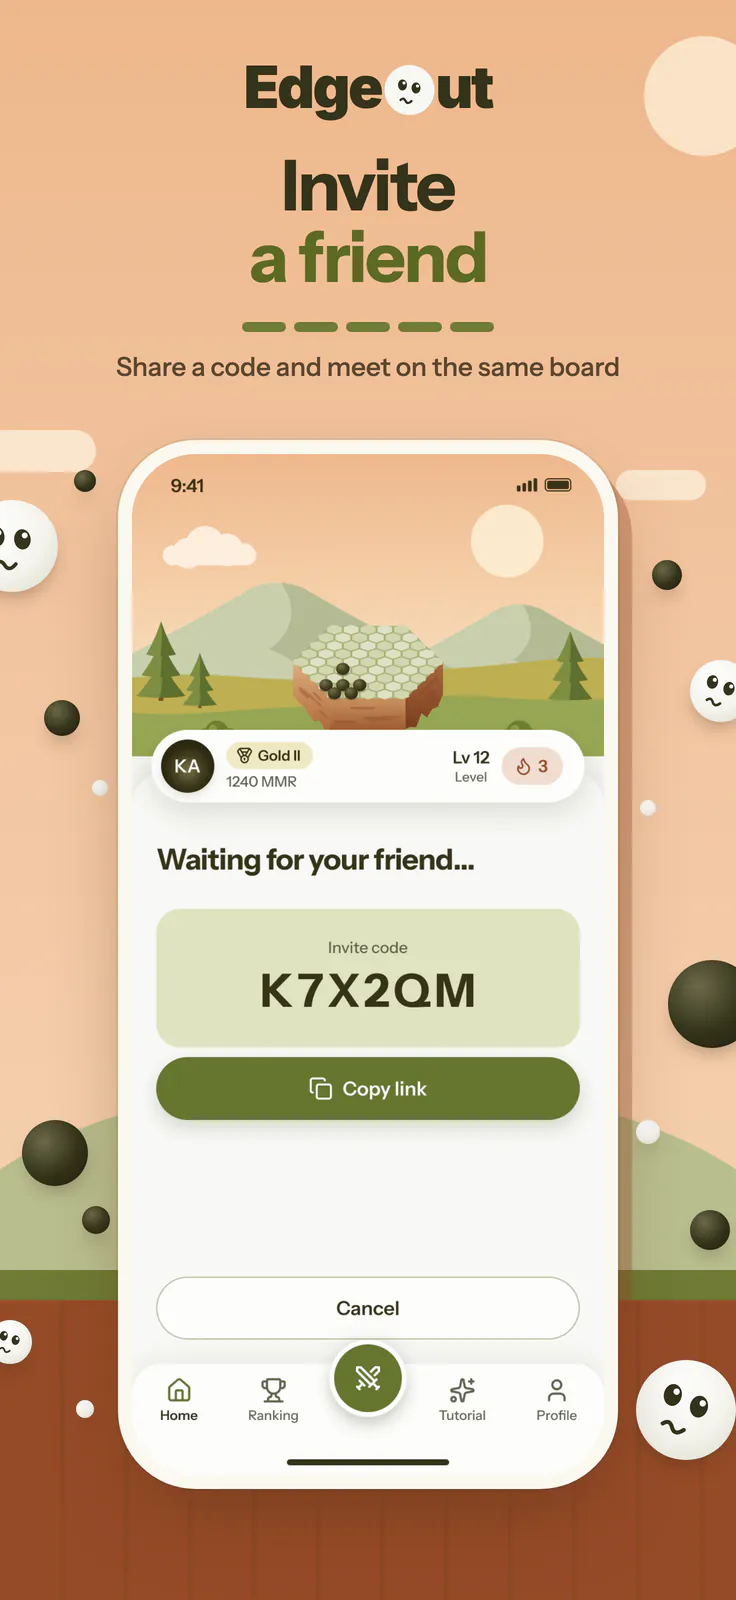 EdgeOut
Invite
a friend
Share a code and meet on the same board
9:41
KA
Gold II
1240 MMR
Lv 12
Level
3
Waiting for your friend...
Invite code
K7X2QM
Copy link
Cancel
Home
Ranking
Tutorial
Profile